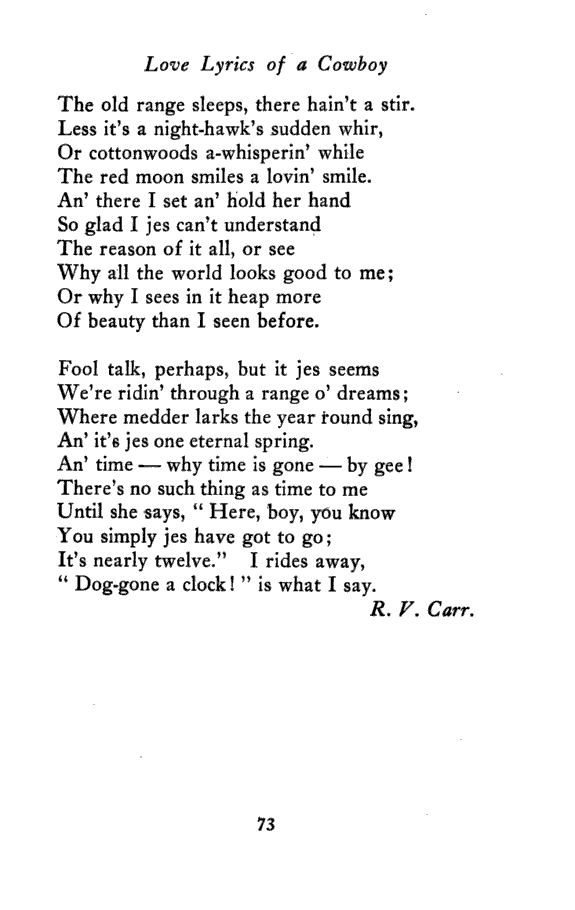 Love Lyrics of a Cowboy
The old range sleeps, there hain't a stir.
Less it's a night-hawk's sudden whir,
Or cottonwoods a-whisperin' while
The red moon smiles a lovin' smile.
An' there I set an' hold her hand
So glad I jes can't understand
The reason of it all, or see
Why all the world looks good to me;
Or why I sees in it heap more
Of beauty than I seen before.

Fool talk, perhaps, but it jes seems
We're ridin' through a range o' dreams;
Where medder larks the year round sing,
An' it's jes one eternal spring.
An' time — why time is gone — by gee!
There's no such thing as time to me
Until she says, “ Here, boy, you know
You simply jes have got to go;
It's nearly twelve.” I rides away,
“ Dog-gone a clock! ” is what I say.
R. V. Carr.
73